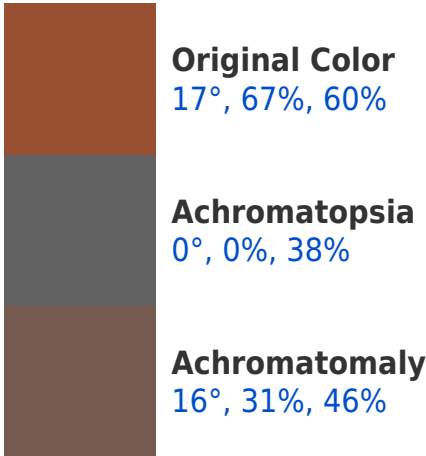 Original Color
17°, 67%, 60%
Achromatopsia
0°, 0%, 38%
Achromatomaly
16°, 31%, 46%